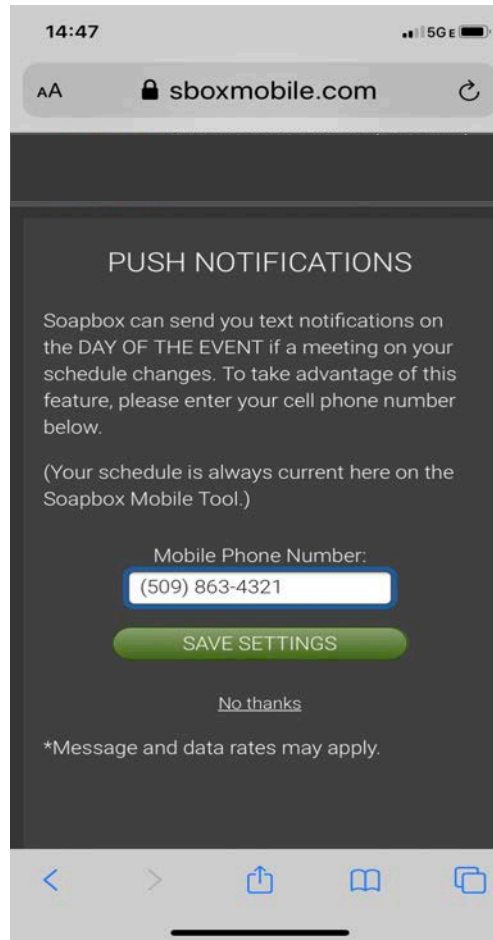 14:47
5G E
AA sboxmobile.com
PUSH NOTIFICATIONS
Soapbox can send you text notifications on
the DAY OF THE EVENT if a meeting on your
schedule changes. To take advantage of this
feature, please enter your cell phone number
below.
(Your schedule is always current here on the
Soapbox Mobile Tool.)
Mobile Phone Number:
(509) 863-4321
SAVE SETTINGS
No thanks
*Message and data rates may apply.